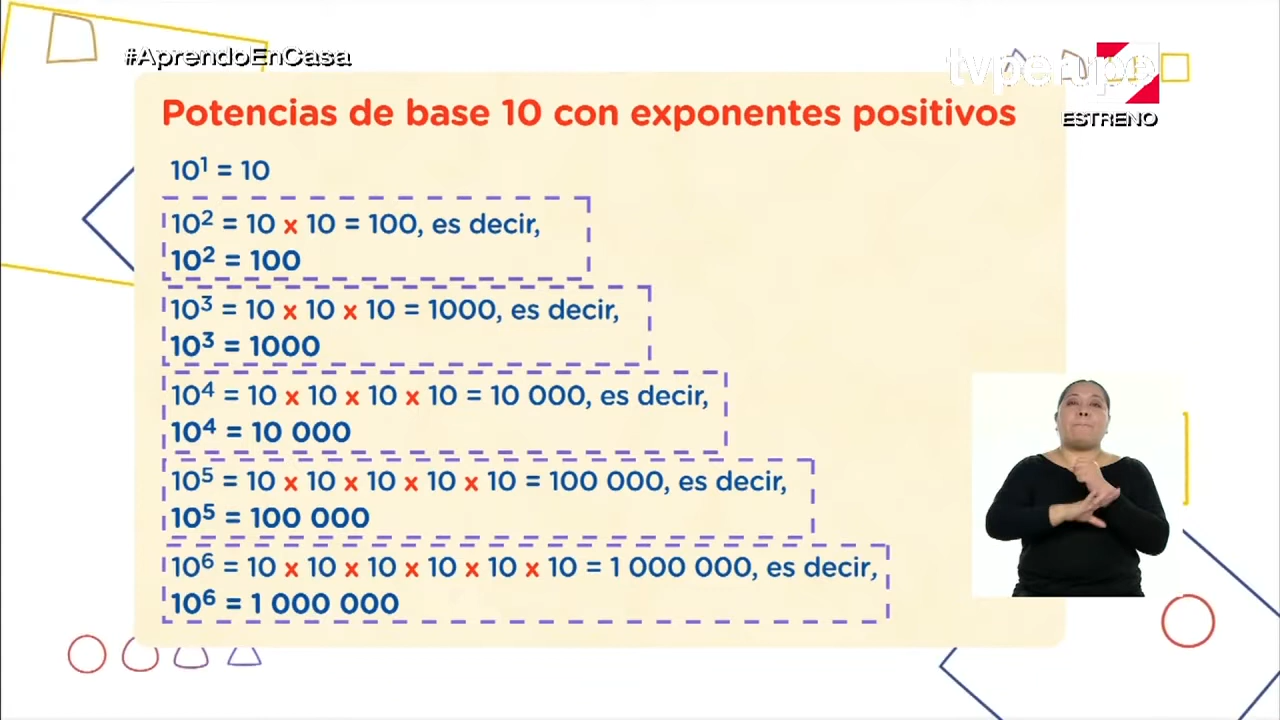 #AprendoEnCasa
tvperu
ESTRENO
Potencias de base 10 con exponentes positivos
10¹ = 10
10² = 10 x 10 = 100, es decir,
10² = 100
10³ = 10 x 10 x 10 = 1000, es decir,
10³ = 1000
10⁴ = 10 x 10 x 10 x 10 = 10 000, es decir,
10⁴ = 10 000
10⁵ = 10 x 10 x 10 x 10 x 10 = 100 000, es decir,
10⁵ = 100 000
10⁶ = 10 x 10 x 10 x 10 x 10 x 10 = 1 000 000, es decir,
10⁶ = 1 000 000